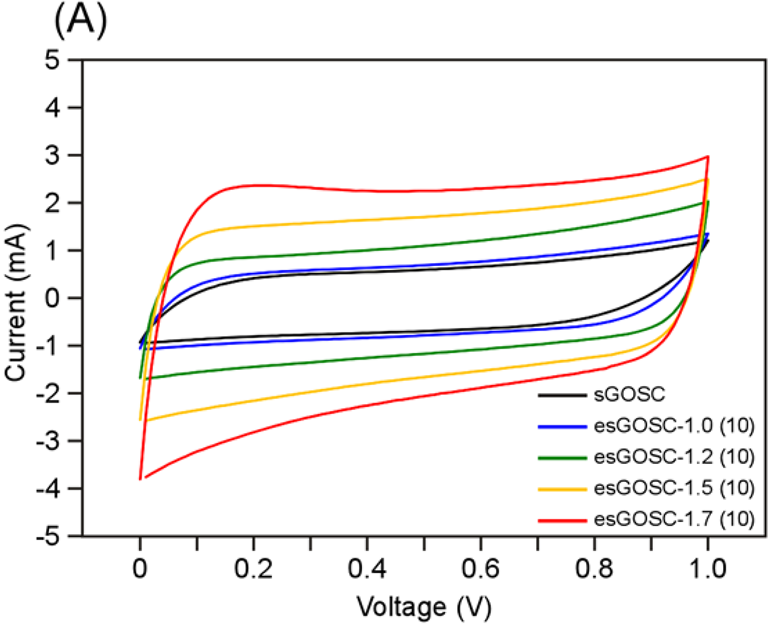 (A)
5
4
3
2
1
0
-1
-2
-3
-4
-5
Current (mA)
sGOSC
esGOSC-1.0 (10)
esGOSC-1.2 (10)
esGOSC-1.5 (10)
esGOSC-1.7 (10)
0 0.2 0.4 0.6 0.8 1.0
Voltage (V)